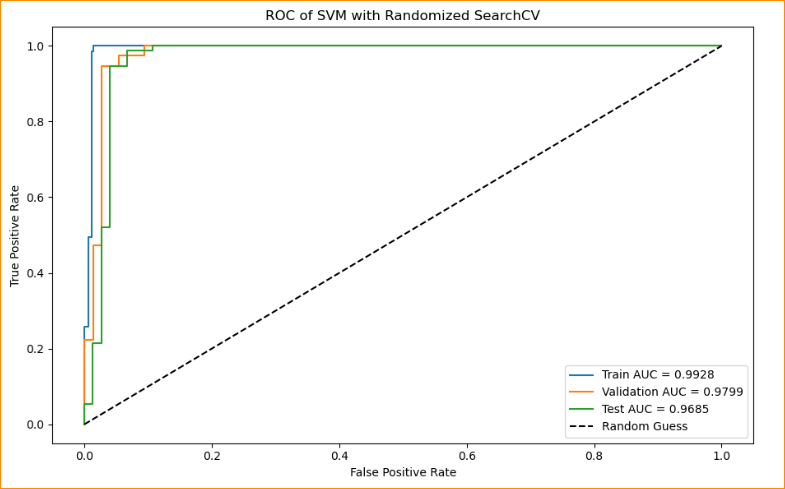 ROC of SVM with Randomized SearchCV
True Positive Rate
1.0
0.8
0.6
0.4
0.2
0.0
0.0 0.2 0.4 0.6 0.8 1.0
False Positive Rate
Train AUC = 0.9928
Validation AUC = 0.9799
Test AUC = 0.9685
Random Guess